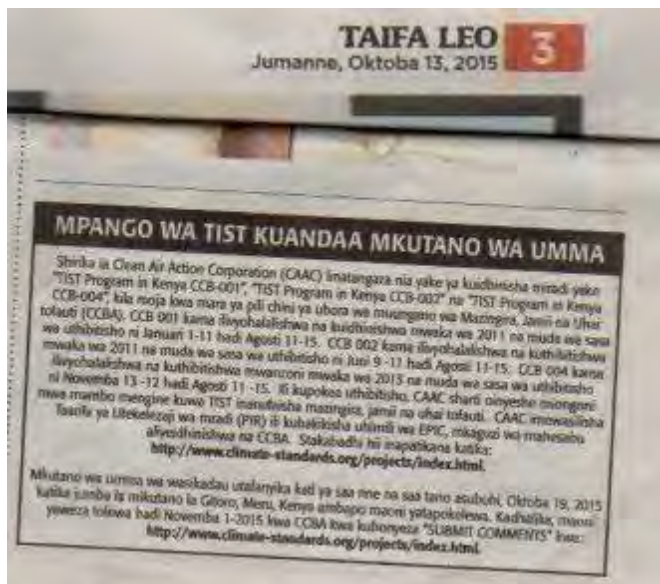 TAIFA LEO 3
Jumanne, Oktoba 13, 2015
MPANGO WA TIST KUANDAA MKUTANO WA UMMA
Shirika la Clean Air Action Corporation (CAAC) linatangaza nia yake ya kuidhinisha miradi yake
"TIST Program in Kenya CCB-001", "TIST Program in Kenya CCB-002" na "TIST Program in Kenya
CCB-004", kila moja kwa mara ya pili chini ya ubora wa muungano wa Mazingira, Jamii na Uhai
tofauti (CCBA). CCB 001 kama ilivyohalalishwa na kuidhinishwa mwaka wa 2011 na muda wa sasa
wa uthibitisho ni Januari 1-11 hadi Agosti 11-15. CCB 002 kama ilivyohalalishwa na kuthibitishwa
mwaka wa 2011 na muda wa sasa wa uthibitisho ni Juni 9 -11 hadi Agosti 11-15. CCB 004 kama
ilivyohalalishwa na kuthibitishwa mwanzoni mwaka wa 2013 na muda wa sasa wa uthibitisho
ni Novemba 13 -12 hadi Agosti 11 -15. Ili kupokea uthibitisho, CAAC sharti oinyeshe miongoni
mwa mambo mengine kuwa TIST inanufaisha mazingira, jamii na uhai tofauti. CAAC imowasilisha
Taarifa ya Utekelezaji wa mradi (PIR) ili kuhakikisha uhimili wa EPIC, mkaguzi wa mahesabu
aliyeidhinishwa na CCBA. Stakabadhi hii inapatikana katika:
http://www.climate-standards.org/projects/index.html.
Mkutano wa umma wa wasikadau utafanyika kati ya saa nne na saa tano asubuhi, Oktoba 19, 2015
katika jumba la mikutano la Gitoro, Meru, Kenya ambapo maoni yatapokelewa. Kadhalika, maoni
yaweza tolewa hadi Novemba 1-2015 kwa CCBA kwa kubonyeza "SUBMIT COMMENTS" kwa:
http://www.climate-standards.org/projects/index.html.